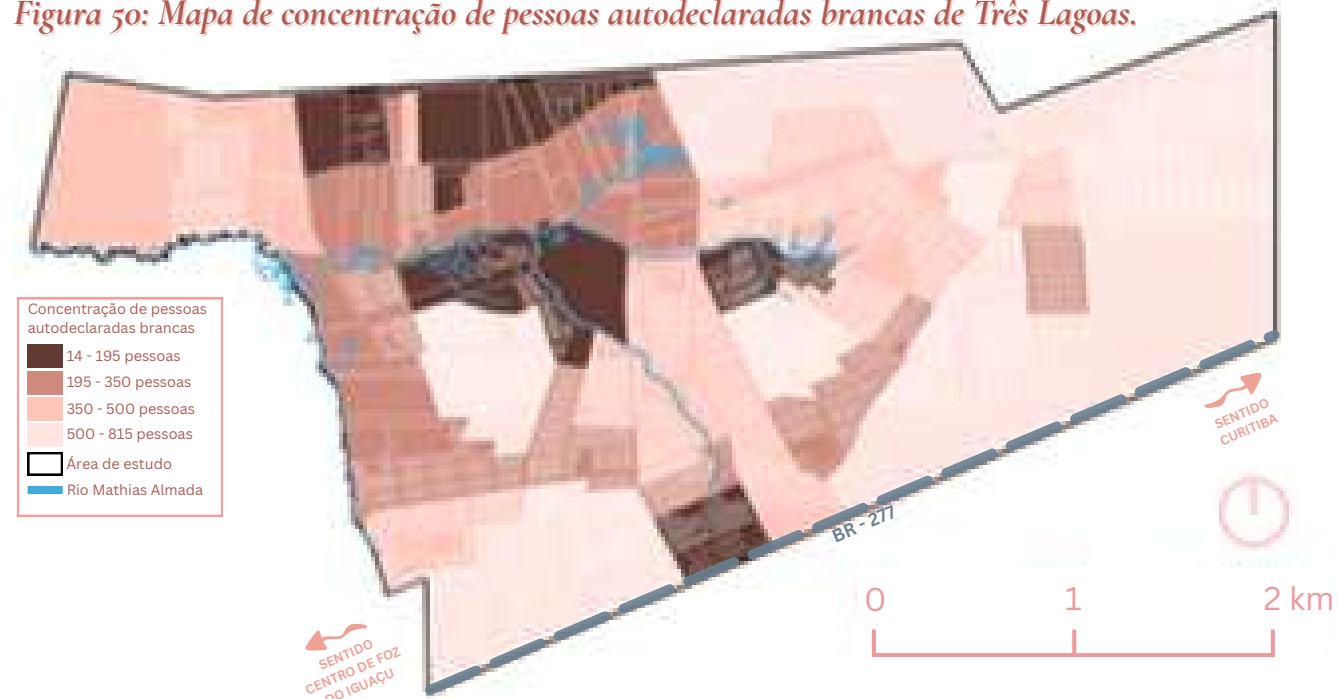 Figura 50: Mapa de concentração de pessoas autodeclaradas brancas de Três Lagoas.
Concentração de pessoas
autodeclaradas brancas
14 - 195 pessoas
195 - 350 pessoas
350 - 500 pessoas
500 - 815 pessoas
Área de estudo
Rio Mathias Almada
SENTIDO
CURITIBA
BR - 277
0 1 2 km
SENTIDO
CENTRO DE FOZ
DO IGUAÇU